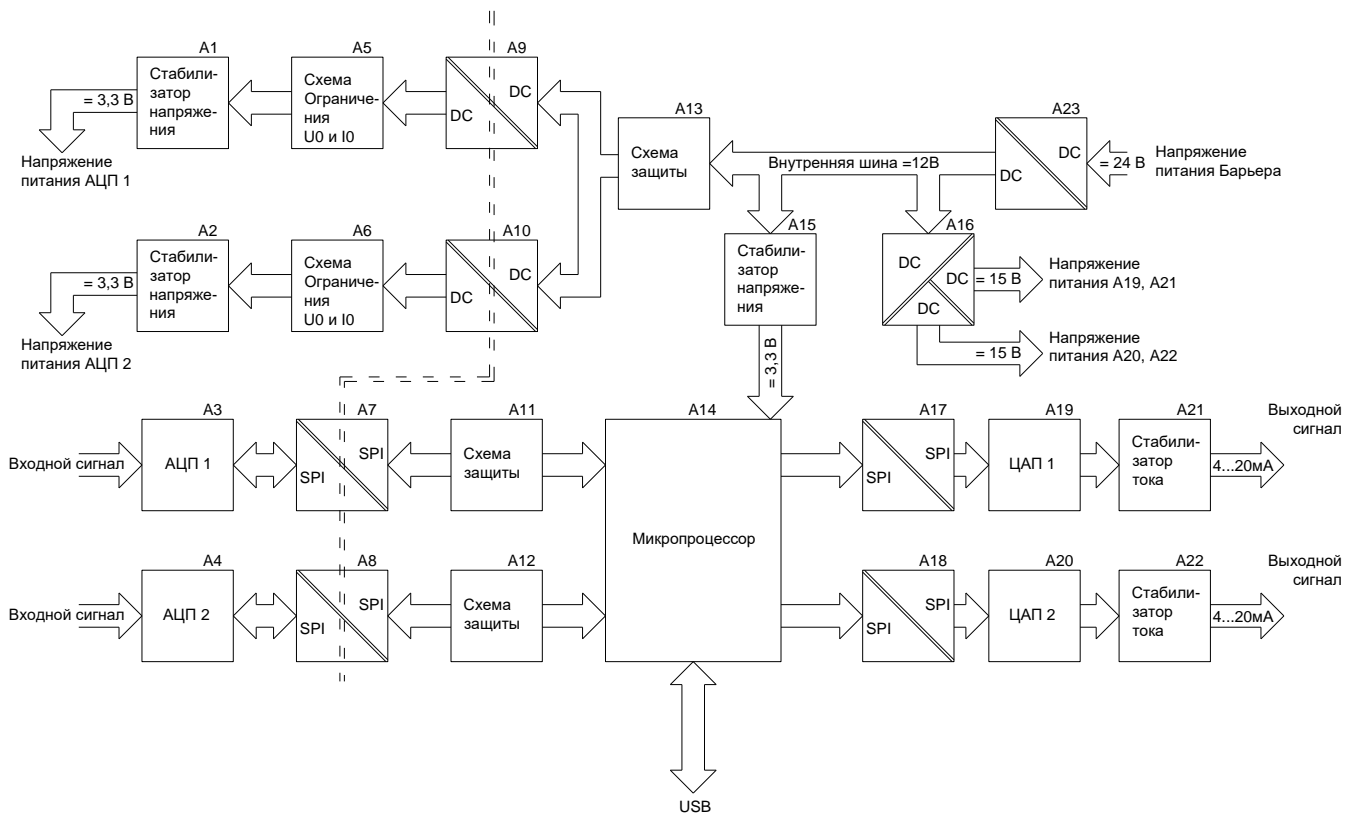 A1
Стабили-
затор
напряже-
ния
= 3,3 В
Напряжение
питания АЦП 1
A5
Схема
Ограниче-
ния
U0 и I0
A9
DC
DC
A13
Схема
защиты
Внутренняя шина =12В
A23
DC
DC
= 24 В
Напряжение
питания Барьера
A2
Стабили-
затор
напряже-
ния
= 3,3 В
Напряжение
питания АЦП 2
A6
Схема
Ограниче-
ния
U0 и I0
A10
DC
DC
A15
Стабили-
затор
напряже-
ния
= 3,3 В
A16
DC
DC
DC
= 15 В
Напряжение
питания A19, A21
= 15 В
Напряжение
питания A20, A22
Входной сигнал
A3
АЦП 1
A7
SPI
SPI
A11
Схема
защиты
A14
Микропроцессор
A17
SPI
SPI
A19
ЦАП 1
A21
Стабили-
затор
тока
4...20мА
Выходной
сигнал
Входной сигнал
A4
АЦП 2
A8
SPI
SPI
A12
Схема
защиты
A18
SPI
SPI
A20
ЦАП 2
A22
Стабили-
затор
тока
4...20мА
Выходной
сигнал
USB